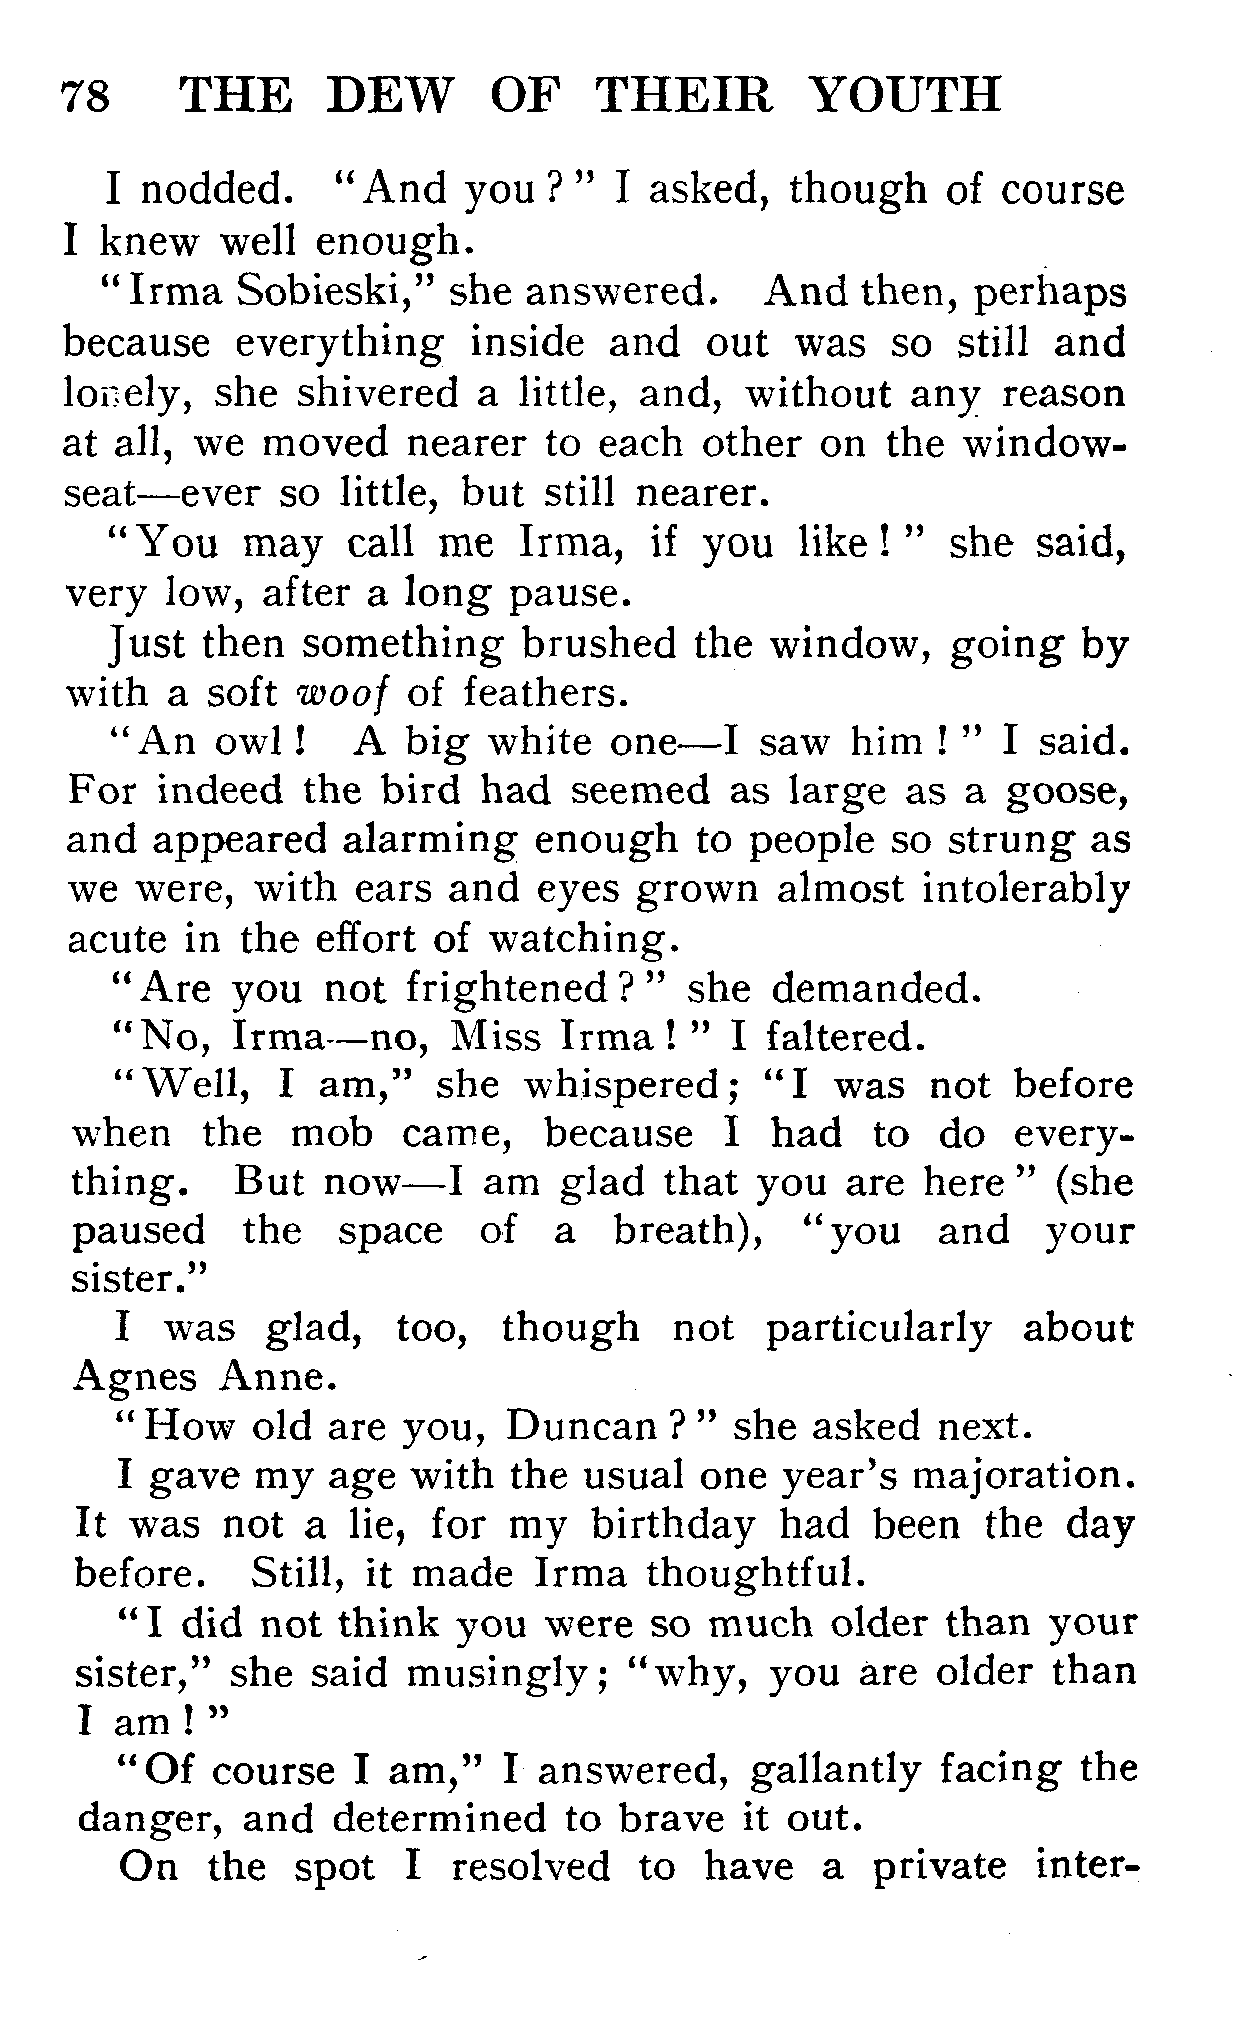 78 THE DEW OF THEIR YOUTH
I nodded. "And you?" I asked, though of course
I knew well enough.
"Irma Sobieski," she answered. And then, perhaps
because everything inside and out was so still and
lonely, she shivered a little, and, without any reason
at all, we moved nearer to each other on the window-
seat—ever so little, but still nearer.
"You may call me Irma, if you like!" she said,
very low, after a long pause.
Just then something brushed the window, going by
with a soft woof of feathers.
"An owl! A big white one—I saw him!" I said.
For indeed the bird had seemed as large as a goose,
and appeared alarming enough to people so strung as
we were, with ears and eyes grown almost intolerably
acute in the effort of watching.
"Are you not frightened?" she demanded.
"No, Irma—no, Miss Irma!" I faltered.
"Well, I am," she whispered; "I was not before
when the mob came, because I had to do every-
thing. But now—I am glad that you are here" (she
paused the space of a breath), "you and your
sister."
I was glad, too, though not particularly about
Agnes Anne.
"How old are you, Duncan?" she asked next.
I gave my age with the usual one year's majoration.
It was not a lie, for my birthday had been the day
before. Still, it made Irma thoughtful.
"I did not think you were so much older than your
sister," she said musingly; "why, you are older than
I am!"
"Of course I am," I answered, gallantly facing the
danger, and determined to brave it out.
On the spot I resolved to have a private inter-